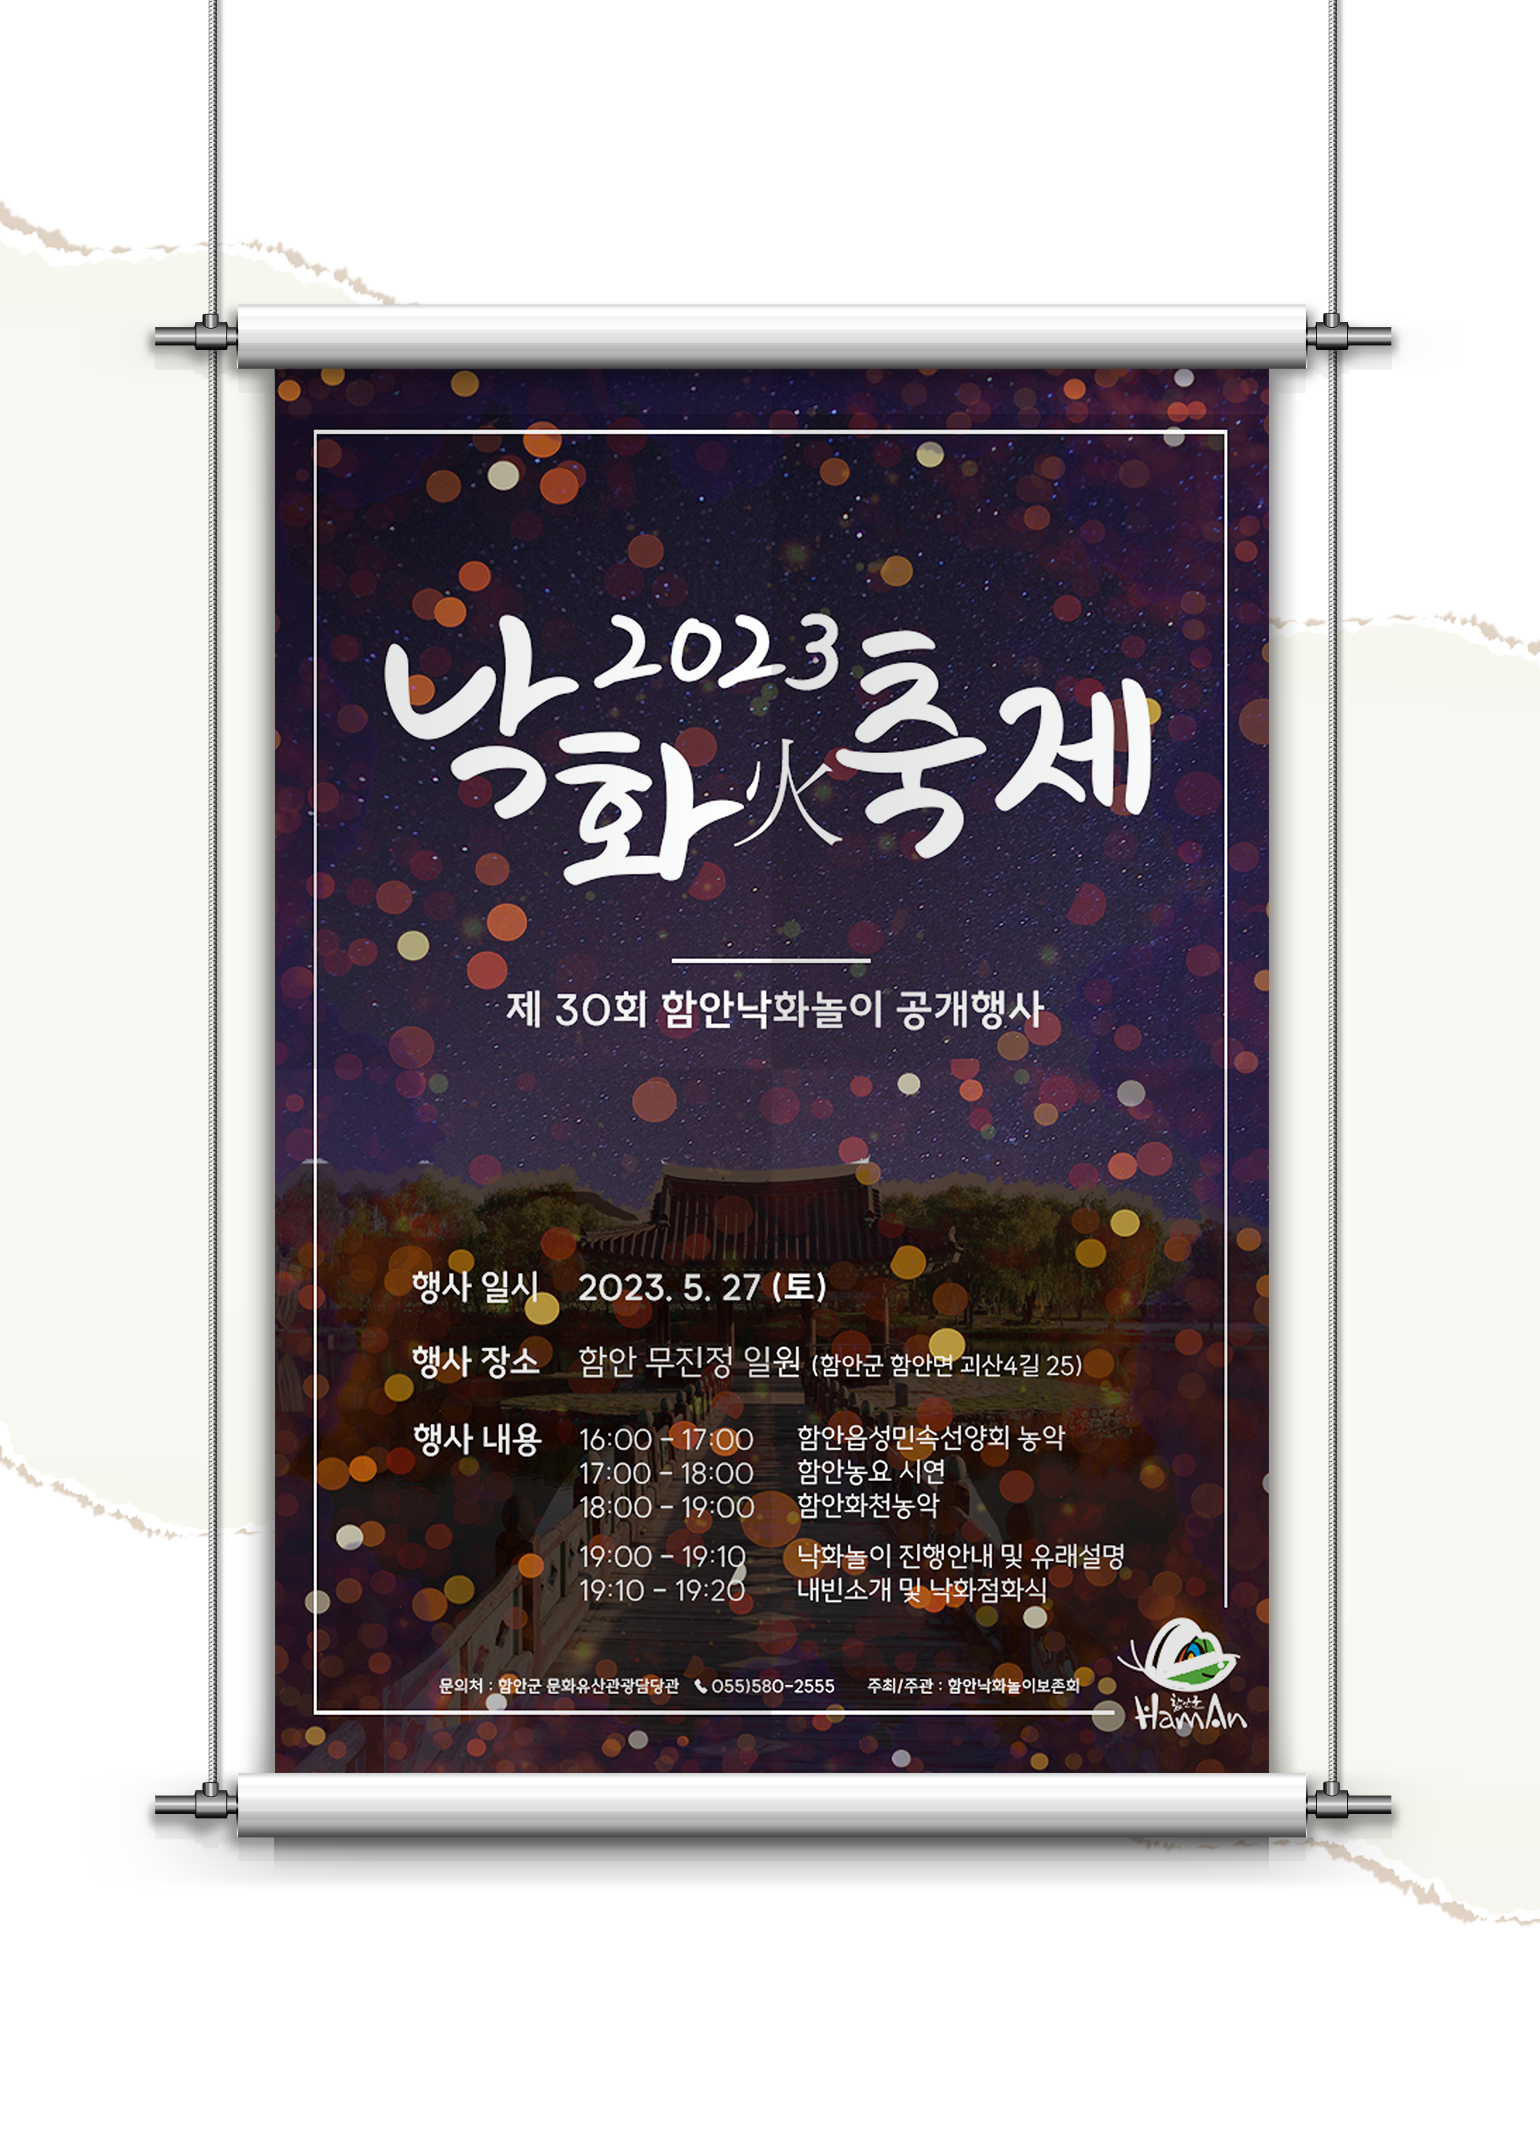 2023
낙화火축제
제 30회 함안낙화놀이 공개행사
행사 일시 2023. 5. 27 (토)
행사 장소 함안 무진정 일원 (함안군 함안면 괴산4길 25)
행사 내용 16:00 - 17:00 함안읍성민속선양회 농악
17:00 - 18:00 함안농요 시연
18:00 - 19:00 함안화천농악
19:00 - 19:10 낙화놀이 진행안내 및 유래설명
19:10 - 19:20 내빈소개 및 낙화점화식
문의처 : 함안군 문화유산관광담당관 055)580-2555 주최/주관 : 함안낙화놀이보존회
함안군
HamAn